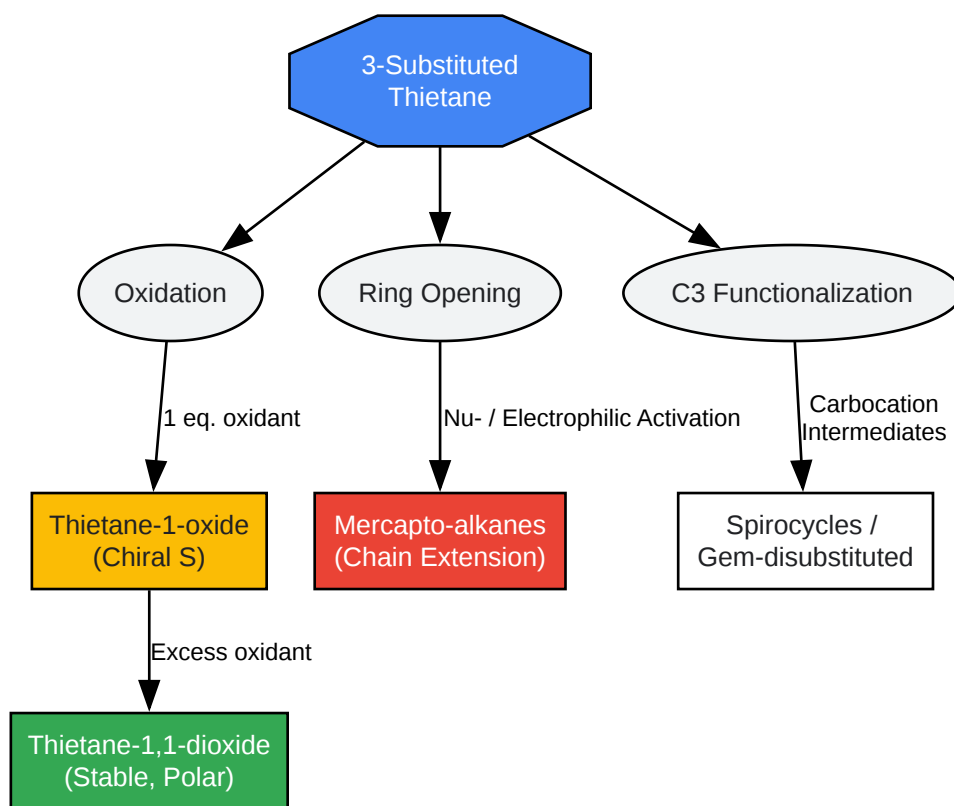 3-Substituted
Thietane
Oxidation
Ring Opening
C3 Functionalization
1 eq. oxidant
Nu- / Electrophilic Activation
Carbocation
Intermediates
Thietane-1-oxide
(Chiral S)
Mercapto-alkanes
(Chain Extension)
Spirocycles /
Gem-disubstituted
Excess oxidant
Thietane-1,1-dioxide
(Stable, Polar)